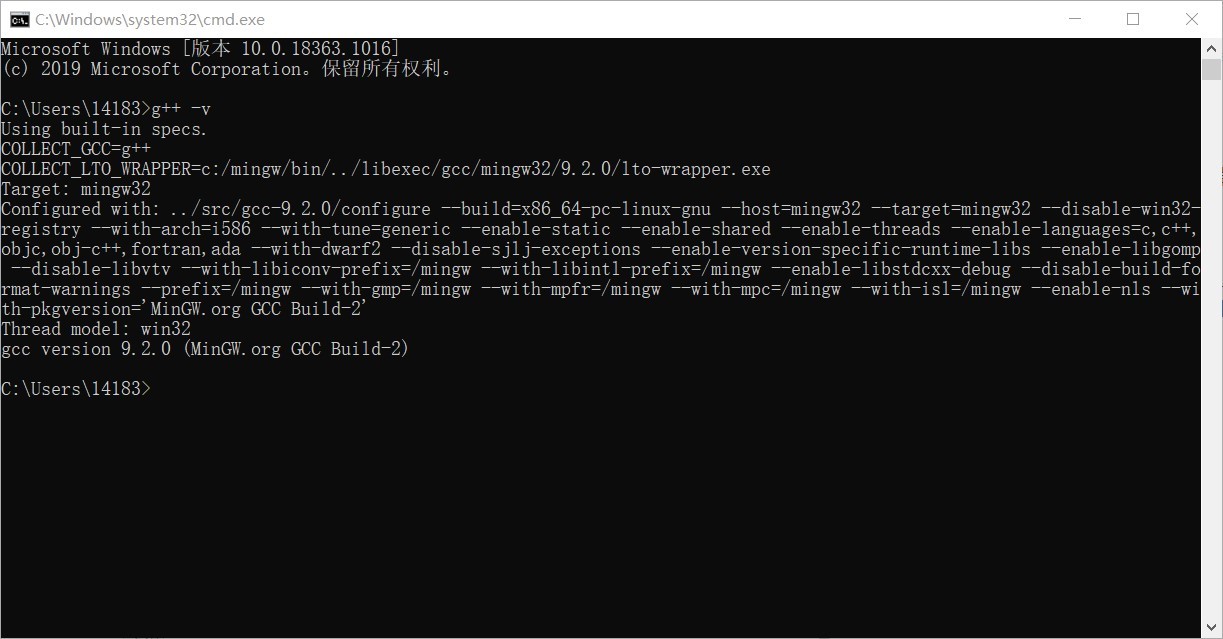 C:\Windows\system32\cmd.exe
Microsoft Windows [版本 10.0.18363.1016]
(c) 2019 Microsoft Corporation。保留所有权利。
C:\Users\14183>g++ -v
Using built-in specs.
COLLECT_GCC=g++
COLLECT_LTO_WRAPPER=c:/mingw/bin/../libexec/gcc/mingw32/9.2.0/lto-wrapper.exe
Target: mingw32
Configured with: ../src/gcc-9.2.0/configure --build=x86_64-pc-linux-gnu --host=mingw32 --target=mingw32 --disable-win32-
registry --with-arch=i586 --with-tune=generic --enable-static --enable-shared --enable-threads --enable-languages=c,c++,
objc,obj-c++,fortran,ada --with-dwarf2 --disable-sjlj-exceptions --enable-version-specific-runtime-libs --enable-libgomp
 --disable-libvtv --with-libiconv-prefix=/mingw --with-libintl-prefix=/mingw --enable-libstdcxx-debug --disable-build-fo
rmat-warnings --prefix=/mingw --with-gmp=/mingw --with-mpfr=/mingw --with-mpc=/mingw --with-isl=/mingw --enable-nls --wi
th-pkgversion='MinGW.org GCC Build-2'
Thread model: win32
gcc version 9.2.0 (MinGW.org GCC Build-2)
C:\Users\14183>